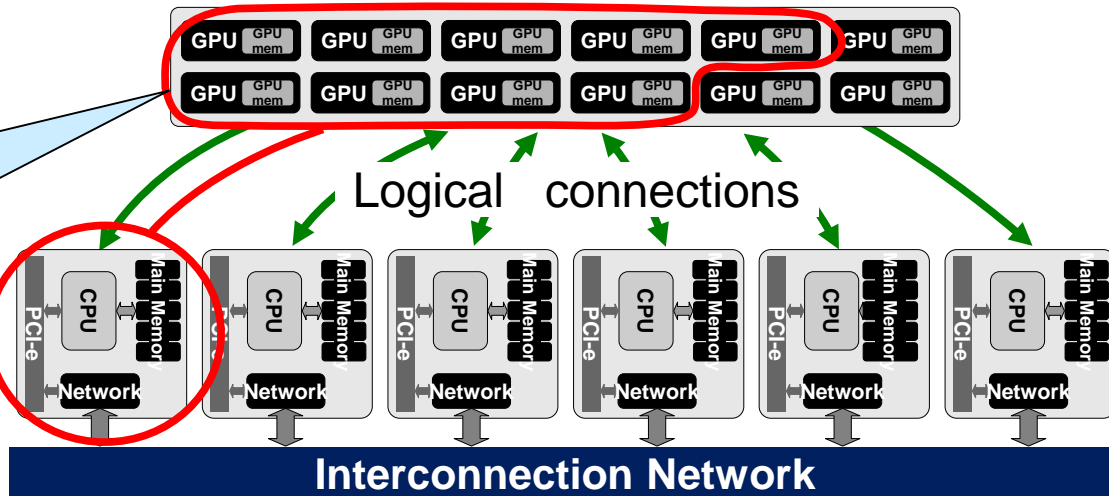 GPU GPU mem GPU GPU mem GPU GPU mem GPU GPU mem GPU GPU mem GPU GPU mem
GPU GPU mem GPU GPU mem GPU GPU mem GPU GPU mem GPU GPU mem GPU GPU mem
Logical connections
PCI-e CPU Main Memory Network
PCI-e CPU Main Memory Network
PCI-e CPU Main Memory Network
PCI-e CPU Main Memory Network
PCI-e CPU Main Memory Network
PCI-e CPU Main Memory Network
Interconnection Network